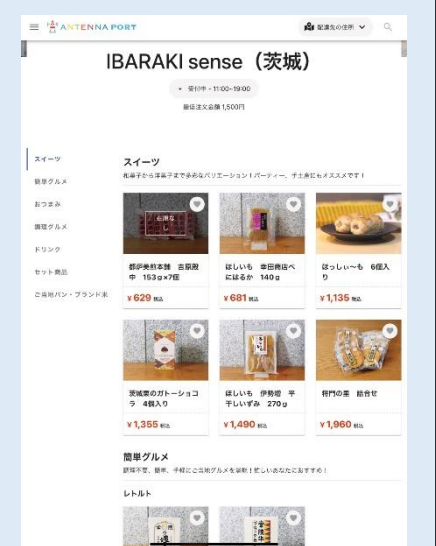 ANTENNA PORT
配達先の住所
IBARAKI sense（茨城）
受付中 - 11:00~19:00
最低注文金額 1,500円
スイーツ
簡単グルメ
おつまみ
調理グルメ
ドリンク
セット商品
ご当地パン・ブランド米
スイーツ
和菓子から洋菓子まで多彩なバリエーション！パーティー、手土産にもオススメです！
都伊美煎本舗 吉原殿
中 153g×7個
ほしいも 幸田商店べ
にはるか 140g
ほっしぃ～も 6個入
り
¥629 税込
¥681 税込
¥1,135 税込
茨城栗のガトーショコ
ラ 4個入り
ほしいも 伊勢増 平
干しいずみ 270g
将門の里 詰合せ
¥1,355 税込
¥1,490 税込
¥1,960 税込
簡単グルメ
調理不要、簡単、手軽にご当地グルメを堪能！忙しいあなたにおすすめ！
レトルト